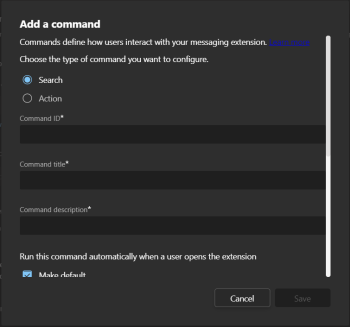 Add a command
Commands define how users interact with your messaging extension. Learn more
Choose the type of command you want to configure.
Search
Action
Command ID*
Command title*
Command description*
Run this command automatically when a user opens the extension
Make default
Cancel
Save